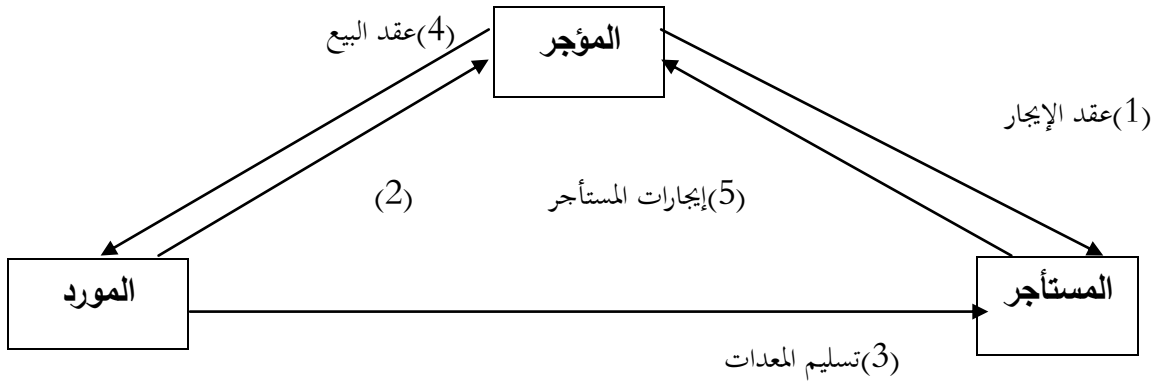 المؤجر
(4)عقد البيع
(1)عقد الإيجار
(5)إيجارات المستأجر
(2)
المستأجر
المورد
(3)تسليم المعدات